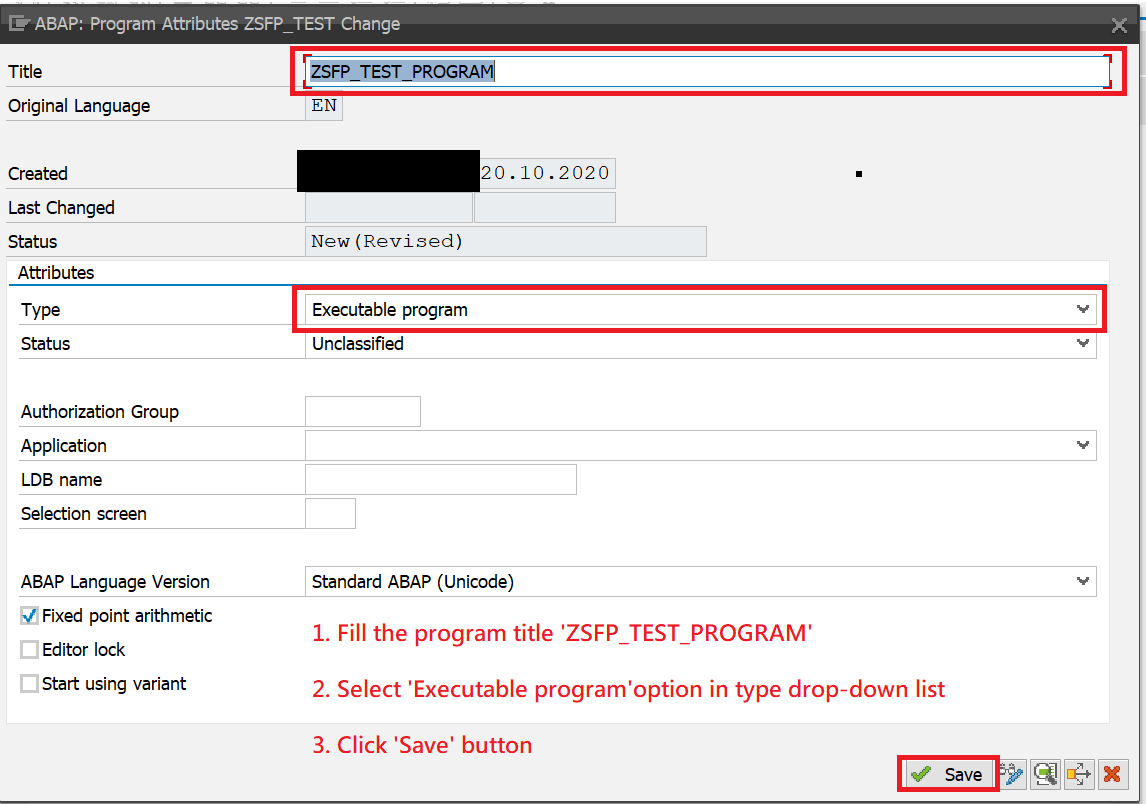 ABAP: Program Attributes ZSFP_TEST Change
Title ZSFP_TEST_PROGRAM
Original Language EN
Created 20.10.2020
Last Changed
Status New(Revised)
Attributes
Type Executable program
Status Unclassified
Authorization Group
Application
LDB name
Selection screen
ABAP Language Version Standard ABAP (Unicode)
Fixed point arithmetic
Editor lock
Start using variant
1. Fill the program title 'ZSFP_TEST_PROGRAM'
2. Select 'Executable program'option in type drop-down list
3. Click 'Save' button
Save